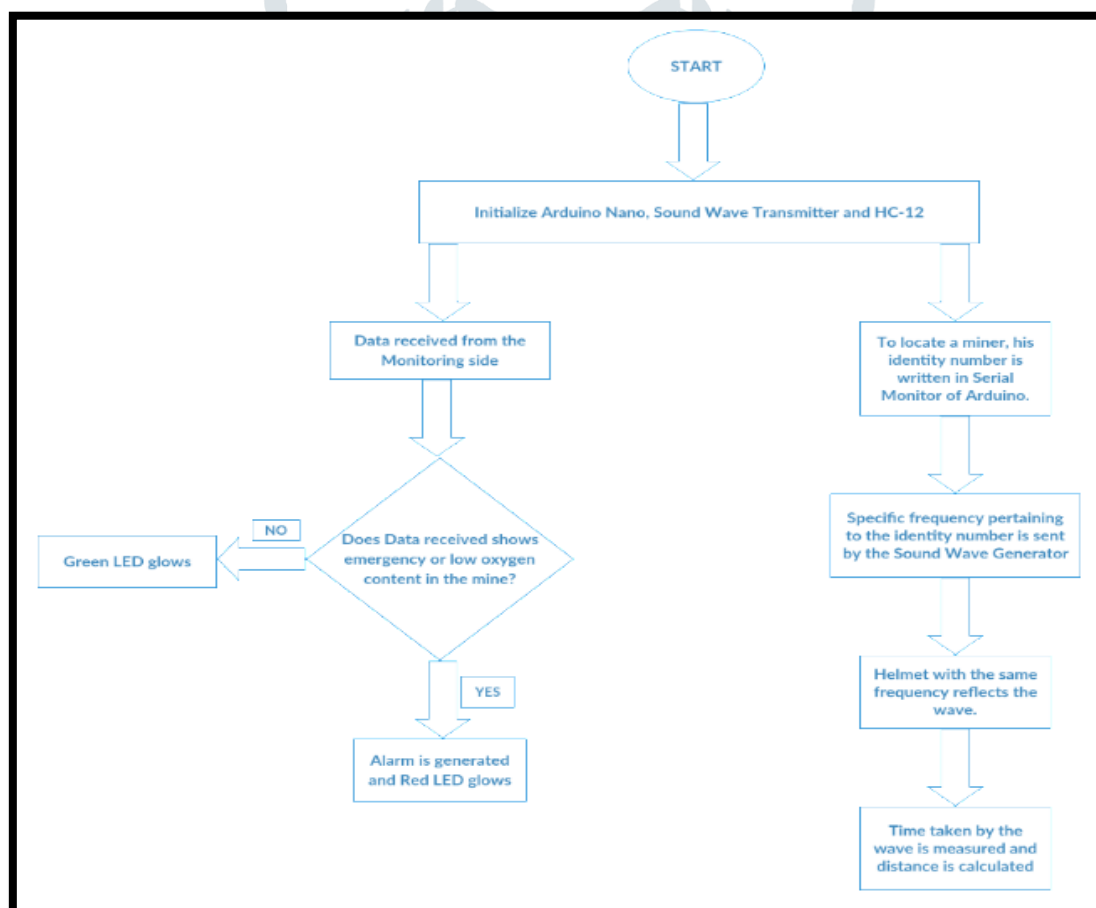 START
Initialize Arduino Nano, Sound Wave Transmitter and HC-12
Data received from the
Monitoring side
Does Data received shows
emergency or low oxygen
content in the mine?
NO
Green LED glows
YES
Alarm is generated
and Red LED glows
To locate a miner, his
identity number is
written in Serial
Monitor of Arduino.
Specific frequency pertaining
to the identity number is sent
by the Sound Wave Generator
Helmet with the same
frequency reflects the
wave.
Time taken by the
wave is measured and
distance is calculated